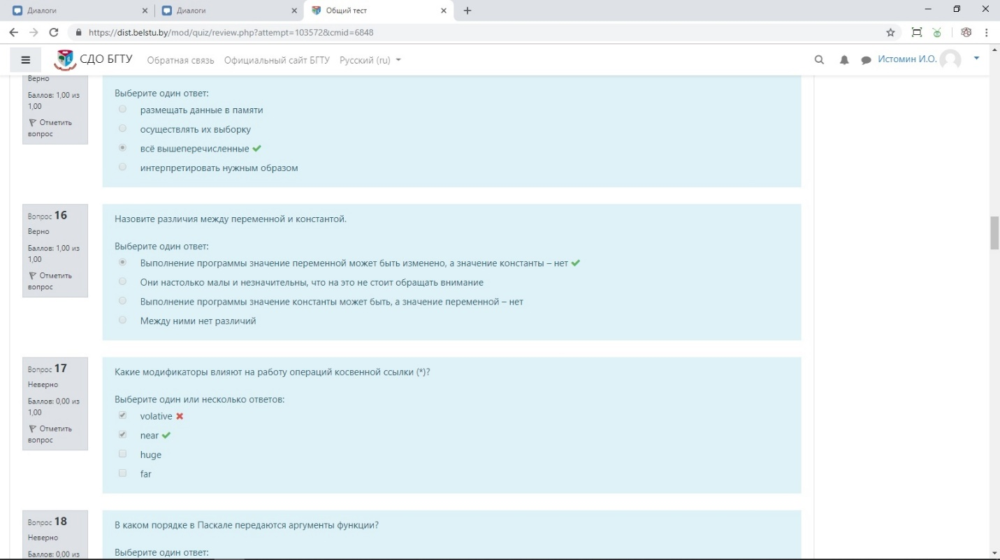 Диалоги
Диалоги
Общий тест
https://dist.belstu.by/mod/quiz/review.php?attempt=103572&cmid=6848
СДО БГТУ
Обратная связь
Официальный сайт БГТУ
Русский (ru)
Истомин И.О.
Верно
Баллов: 1,00 из
1,00
Отметить
вопрос
Выберите один ответ:
размещать данные в памяти
осуществлять их выборку
всё вышеперечисленные
интерпретировать нужным образом
Вопрос 16
Верно
Баллов: 1,00 из
1,00
Отметить
вопрос
Назовите различия между переменной и константой.
Выберите один ответ:
Выполнение программы значение переменной может быть изменено, а значение константы – нет
Они настолько малы и незначительны, что на это не стоит обращать внимание
Выполнение программы значение константы может быть, а значение переменной – нет
Между ними нет различий
Вопрос 17
Неверно
Баллов: 0,00 из
1,00
Отметить
вопрос
Какие модификаторы влияют на работу операций косвенной ссылки (*)?
Выберите один или несколько ответов:
volative
near
huge
far
Вопрос 18
Неверно
Баллов: 0,00 из
В каком порядке в Паскале передаются аргументы функции?
Выберите один ответ: